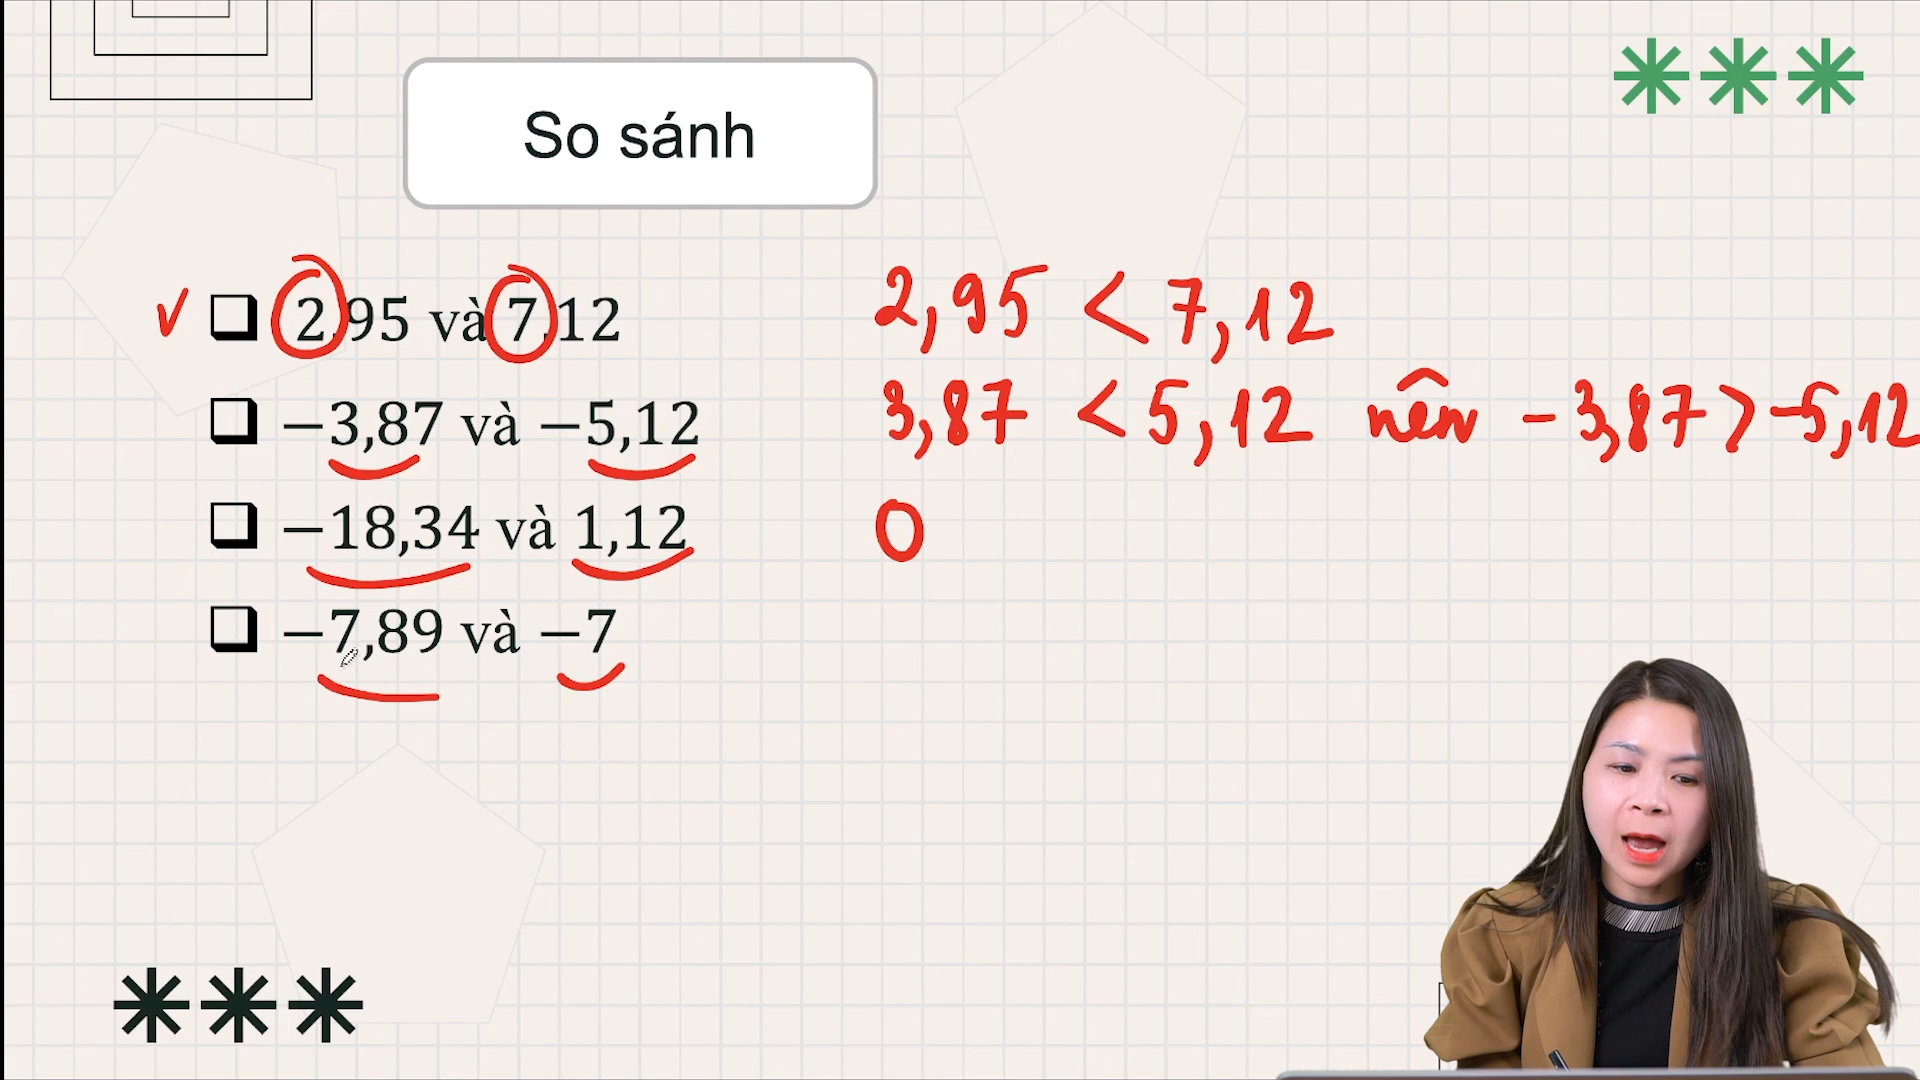 So sánh
2,95 và 7,12
2,95 < 7,12
−3,87 và −5,12
3,87 < 5,12 nên -3,87 > -5,12
−18,34 và 1,12
0
−7,89 và −7